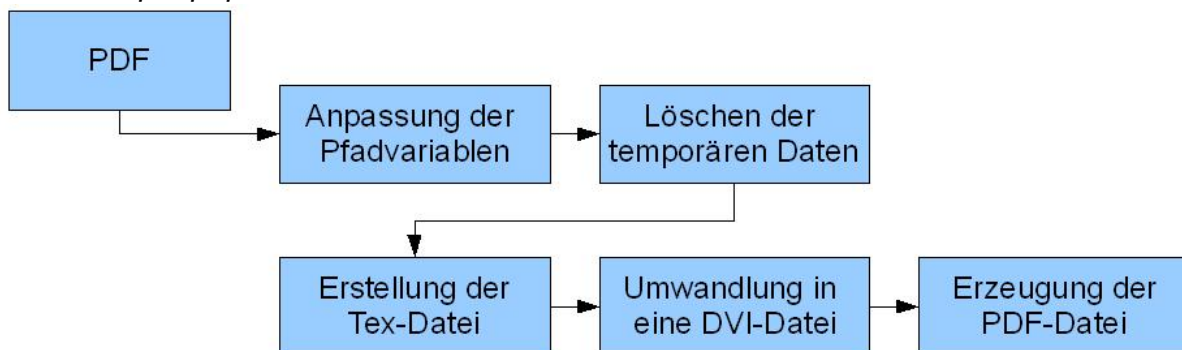 PDF
Anpassung der
Pfadvariablen
Löschen der
temporären Daten
Erstellung der
Tex-Datei
Umwandlung in
eine DVI-Datei
Erzeugung der
PDF-Datei